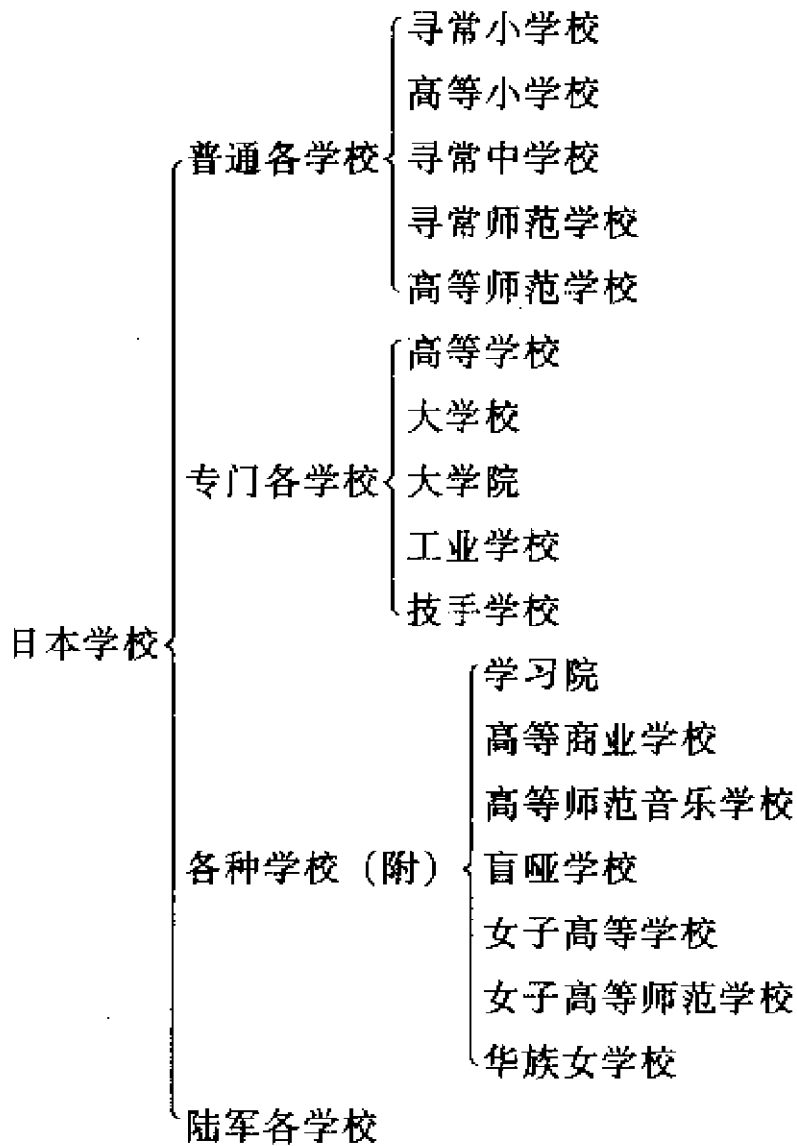 日本学校
普通各学校
寻常小学校
高等小学校
寻常中学校
寻常师范学校
高等师范学校
专门各学校
高等学校
大学校
大学院
工业学校
技手学校
各种学校（附）
学习院
高等商业学校
高等师范音乐学校
盲哑学校
女子高等学校
女子高等师范学校
华族女学校
陆军各学校